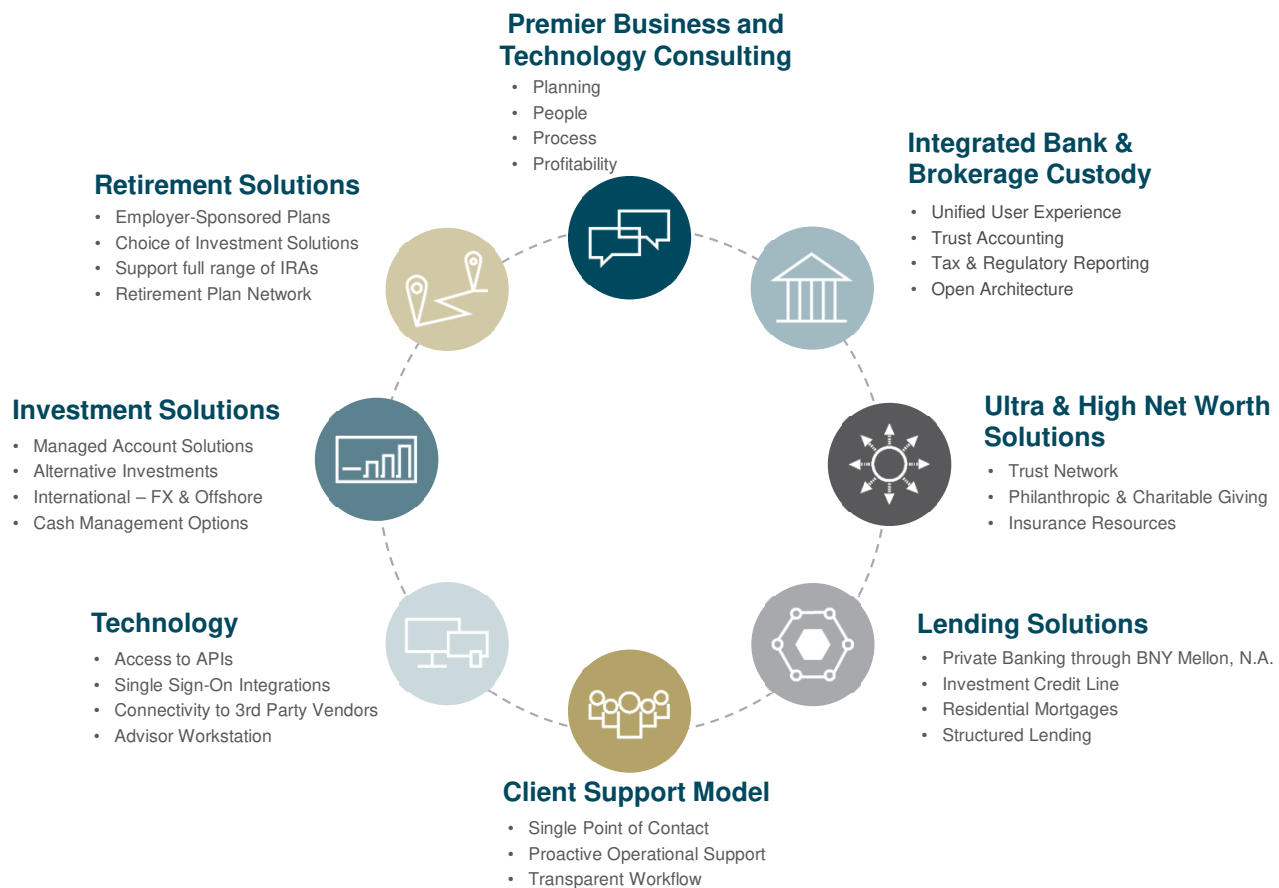 Premier Business and
Technology Consulting
• Planning
• People
• Process
• Profitability
Integrated Bank &
Brokerage Custody
• Unified User Experience
• Trust Accounting
• Tax & Regulatory Reporting
• Open Architecture
Ultra & High Net Worth
Solutions
• Trust Network
• Philanthropic & Charitable Giving
• Insurance Resources
Lending Solutions
• Private Banking through BNY Mellon, N.A.
• Investment Credit Line
• Residential Mortgages
• Structured Lending
Client Support Model
• Single Point of Contact
• Proactive Operational Support
• Transparent Workflow
Technology
• Access to APIs
• Single Sign-On Integrations
• Connectivity to 3rd Party Vendors
• Advisor Workstation
Investment Solutions
• Managed Account Solutions
• Alternative Investments
• International – FX & Offshore
• Cash Management Options
Retirement Solutions
• Employer-Sponsored Plans
• Choice of Investment Solutions
• Support full range of IRAs
• Retirement Plan Network